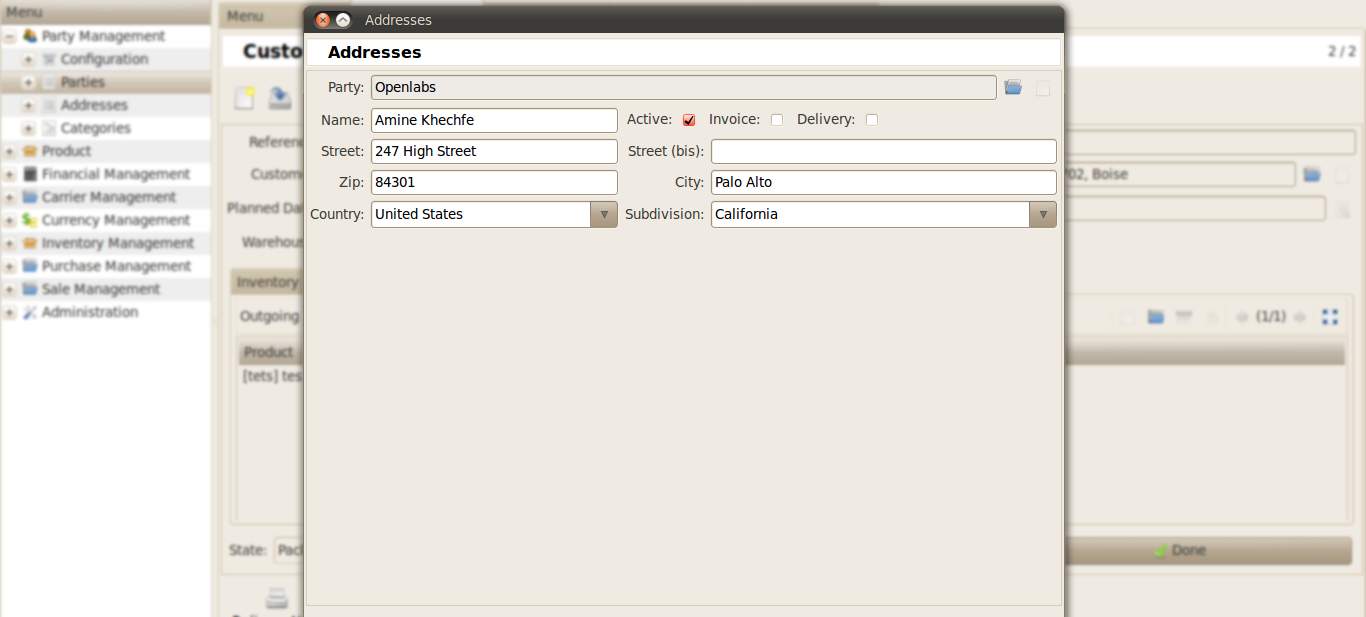 Menu
Party Management
Configuration
Parties
Addresses
Categories
Product
Financial Management
Carrier Management
Currency Management
Inventory Management
Purchase Management
Sale Management
Administration
Menu
Custo
2 / 2
Reference
Custom
02, Boise
Planned Da
Warehous
Inventory
Outgoing
(1/1)
Product
[tets] tes
State: Pac
Done
Addresses
Addresses
Party: Openlabs
Name: Amine Khechfe Active: Invoice: Delivery:
Street: 247 High Street Street (bis):
Zip: 84301 City: Palo Alto
Country: United States Subdivision: California